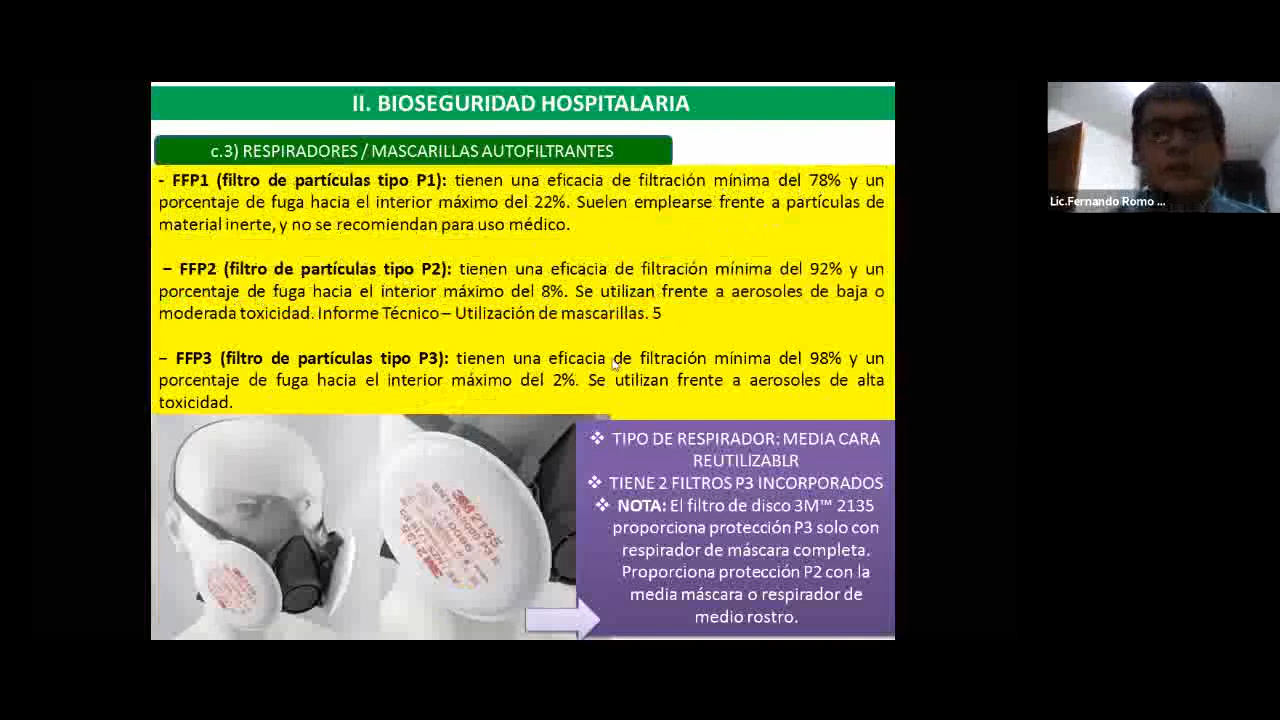 II. BIOSEGURIDAD HOSPITALARIA
c.3) RESPIRADORES / MASCARILLAS AUTOFILTRANTES
- FFP1 (filtro de partículas tipo P1): tienen una eficacia de filtración mínima del 78% y un
porcentaje de fuga hacia el interior máximo del 22%. Suelen emplearse frente a partículas de
material inerte, y no se recomiendan para uso médico.
– FFP2 (filtro de partículas tipo P2): tienen una eficacia de filtración mínima del 92% y un
porcentaje de fuga hacia el interior máximo del 8%. Se utilizan frente a aerosoles de baja o
moderada toxicidad. Informe Técnico – Utilización de mascarillas. 5
– FFP3 (filtro de partículas tipo P3): tienen una eficacia de filtración mínima del 98% y un
porcentaje de fuga hacia el interior máximo del 2%. Se utilizan frente a aerosoles de alta
toxicidad.
3M 2135
❖ TIPO DE RESPIRADOR: MEDIA CARA
REUTILIZABLR
❖ TIENE 2 FILTROS P3 INCORPORADOS
❖ NOTA: El filtro de disco 3M™ 2135
proporciona protección P3 solo con
respirador de máscara completa.
Proporciona protección P2 con la
media máscara o respirador de
medio rostro.
Lic.Fernando Romo ...